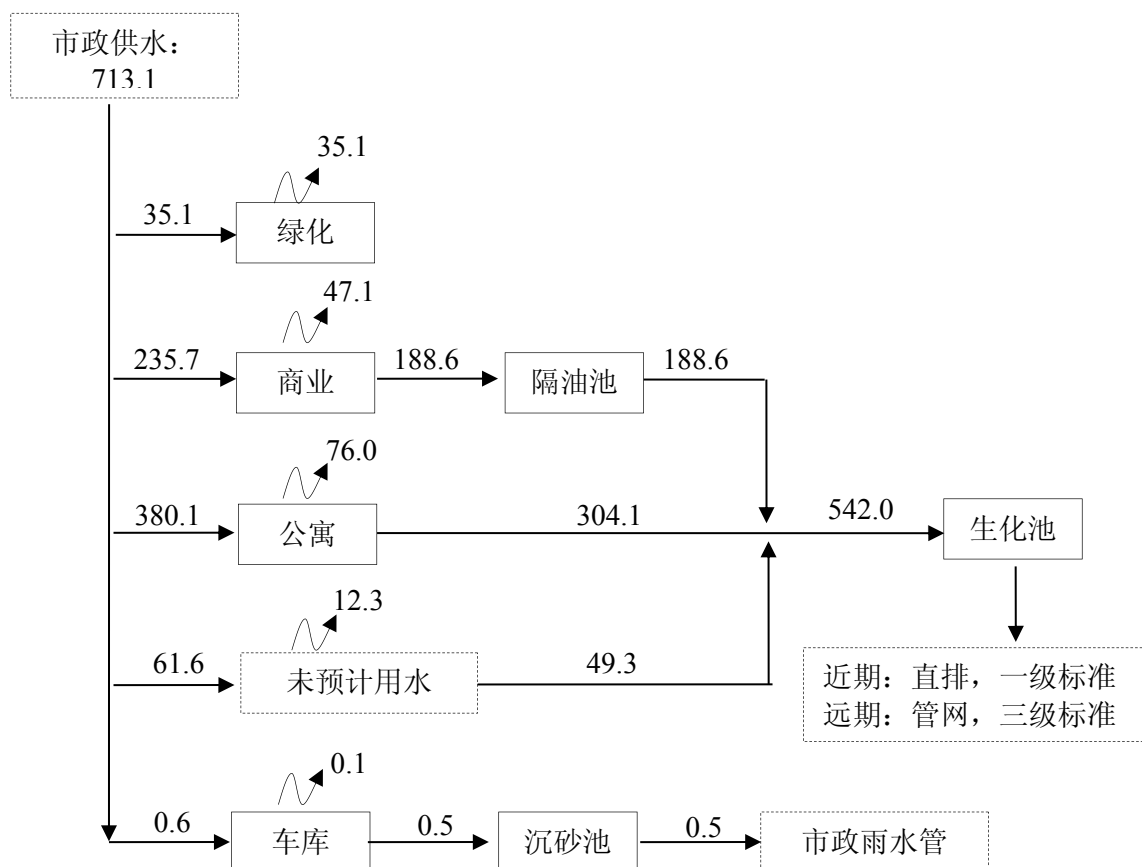 市政供水：
713.1
35.1
35.1
绿化
47.1
235.7
商业
188.6
隔油池
188.6
76.0
380.1
公寓
304.1
542.0
生化池
12.3
61.6
未预计用水
49.3
近期：直排，一级标准
远期：管网，三级标准
0.1
0.6
车库
0.5
沉砂池
0.5
市政雨水管